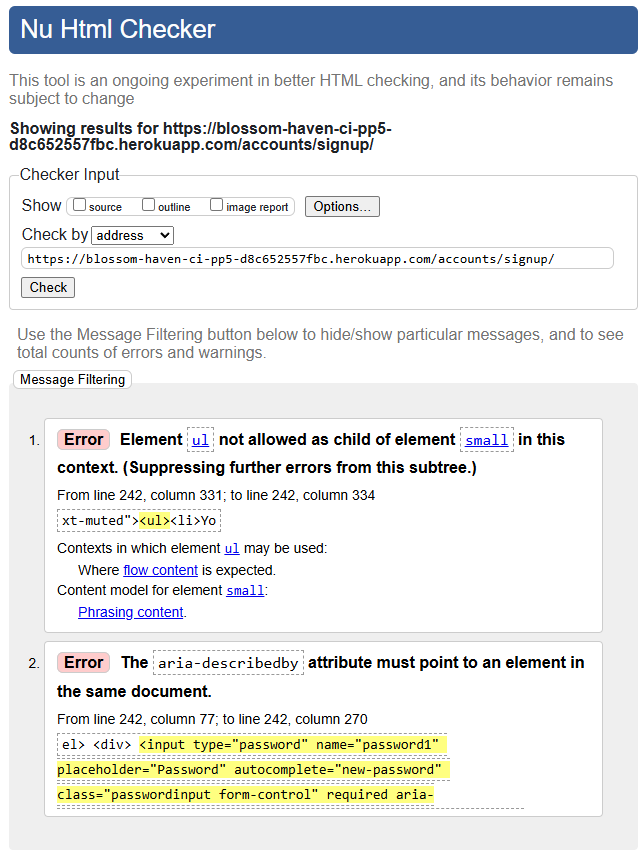 Nu Html Checker
This tool is an ongoing experiment in better HTML checking, and its behavior remains
subject to change
Showing results for https://blossom-haven-ci-pp5-
d8c652557fbc.herokuapp.com/accounts/signup/
Checker Input
Show source outline image report Options...
Check by address
https://blossom-haven-ci-pp5-d8c652557fbc.herokuapp.com/accounts/signup/
Check
Use the Message Filtering button below to hide/show particular messages, and to see
total counts of errors and warnings.
Message Filtering
1. Error Element ul not allowed as child of element small in this
context. (Suppressing further errors from this subtree.)
From line 242, column 331; to line 242, column 334
xt-muted"><ul><li>Yo
Contexts in which element ul may be used:
Where flow content is expected.
Content model for element small:
Phrasing content.
2. Error The aria-describedby attribute must point to an element in
the same document.
From line 242, column 77; to line 242, column 270
el> <div> <input type="password" name="password1"
placeholder="Password" autocomplete="new-password"
class="passwordinput form-control" required aria-